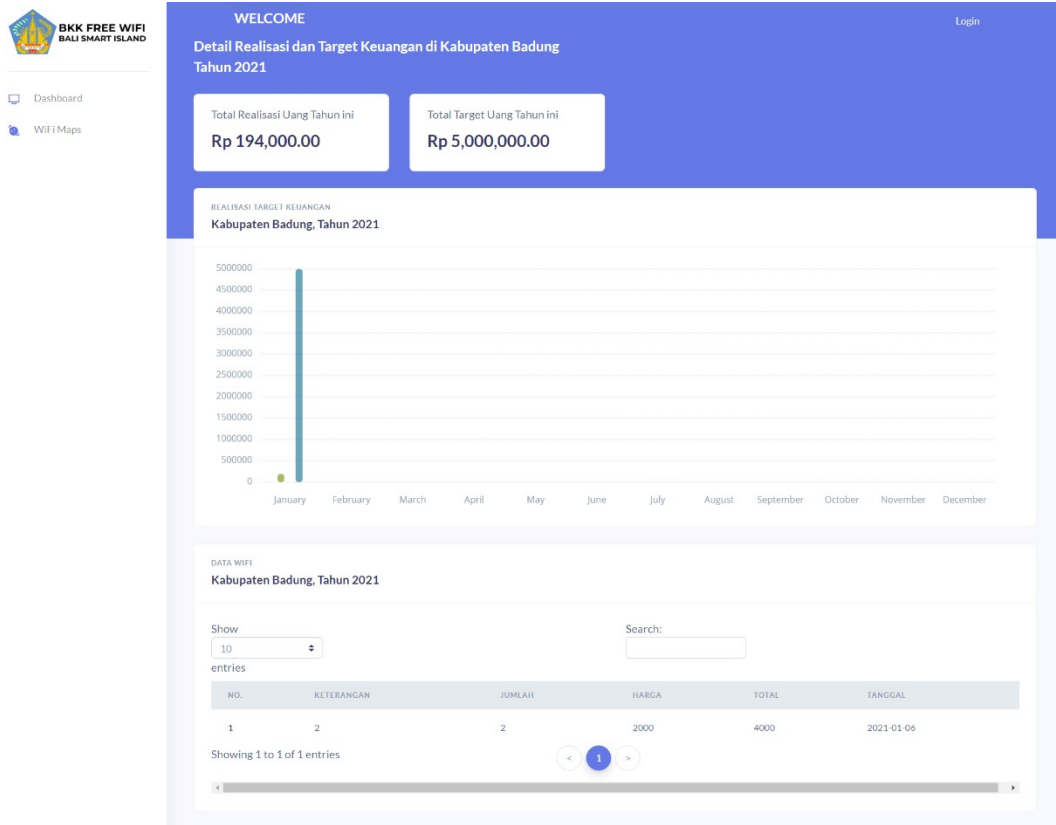 BKK FREE WIFI
BALI SMART ISLAND
Dashboard
WiFi Maps
WELCOME
Login
Detail Realisasi dan Target Keuangan di Kabupaten Badung
Tahun 2021
Total Realisasi Uang Tahun ini
Rp 194,000.00
Total Target Uang Tahun ini
Rp 5,000,000.00
REALISASI TARGET KEUANGAN
Kabupaten Badung, Tahun 2021
5000000
4500000
4000000
3500000
3000000
2500000
2000000
1500000
1000000
500000
0
January February March April May June July August September October November December
DATA WIFI
Kabupaten Badung, Tahun 2021
Show
10
entries
Search:
NO. KETERANGAN JUMLAH HARGA TOTAL TANGGAL
1 2 2 2000 4000 2021-01-06
Showing 1 to 1 of 1 entries
< 1 >